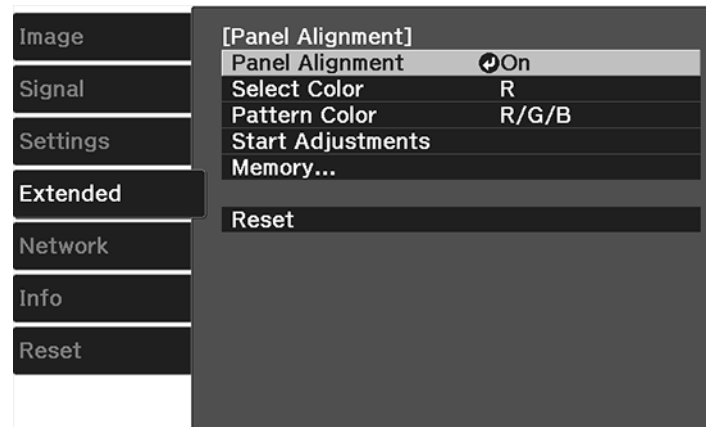 Image
Signal
Settings
Extended
Network
Info
Reset
[Panel Alignment]
Panel Alignment On
Select Color R
Pattern Color R/G/B
Start Adjustments
Memory...
Reset